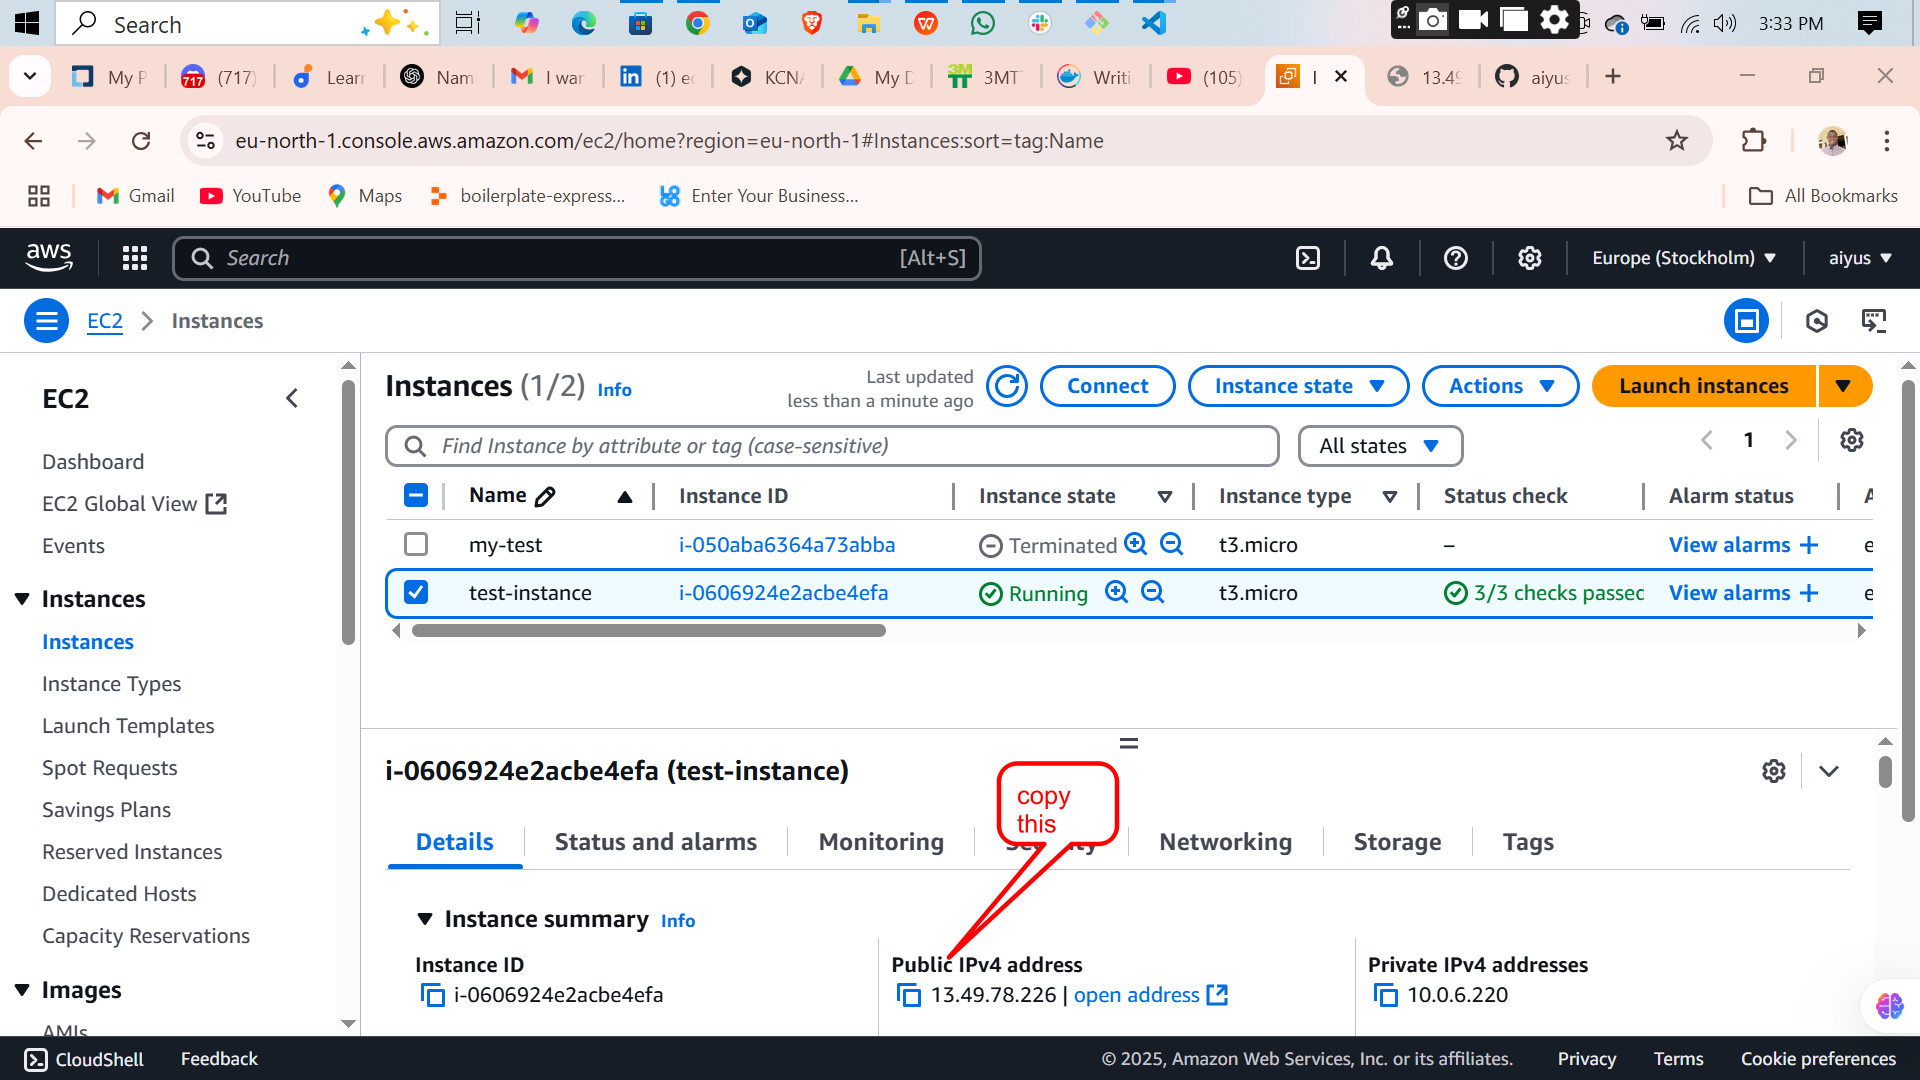 Search
3:33 PM
My P
(717)
Learn
Nam
I wan
(1) ec
KCNA
My D
3MT
Writi
(105)
I
13.49
aiyus
eu-north-1.console.aws.amazon.com/ec2/home?region=eu-north-1#Instances:sort=tag:Name
Gmail
YouTube
Maps
boilerplate-express...
Enter Your Business...
All Bookmarks
aws
Search
[Alt+S]
Europe (Stockholm)
aiyus
EC2
Instances
EC2
Dashboard
EC2 Global View
Events
Instances
Instances
Instance Types
Launch Templates
Spot Requests
Savings Plans
Reserved Instances
Dedicated Hosts
Capacity Reservations
Images
AMIs
Instances (1/2) Info
Last updated
less than a minute ago
Connect
Instance state
Actions
Launch instances
Find Instance by attribute or tag (case-sensitive)
All states
1
Name Instance ID Instance state Instance type Status check Alarm status A
my-test i-050aba6364a73abba Terminated t3.micro – View alarms + e
test-instance i-0606924e2acbe4efa Running t3.micro 3/3 checks passed View alarms + e
i-0606924e2acbe4efa (test-instance)
copy
this
Details
Status and alarms
Monitoring
Security
Networking
Storage
Tags
Instance summary Info
Instance ID
i-0606924e2acbe4efa
Public IPv4 address
13.49.78.226 | open address
Private IPv4 addresses
10.0.6.220
CloudShell
Feedback
© 2025, Amazon Web Services, Inc. or its affiliates.
Privacy
Terms
Cookie preferences